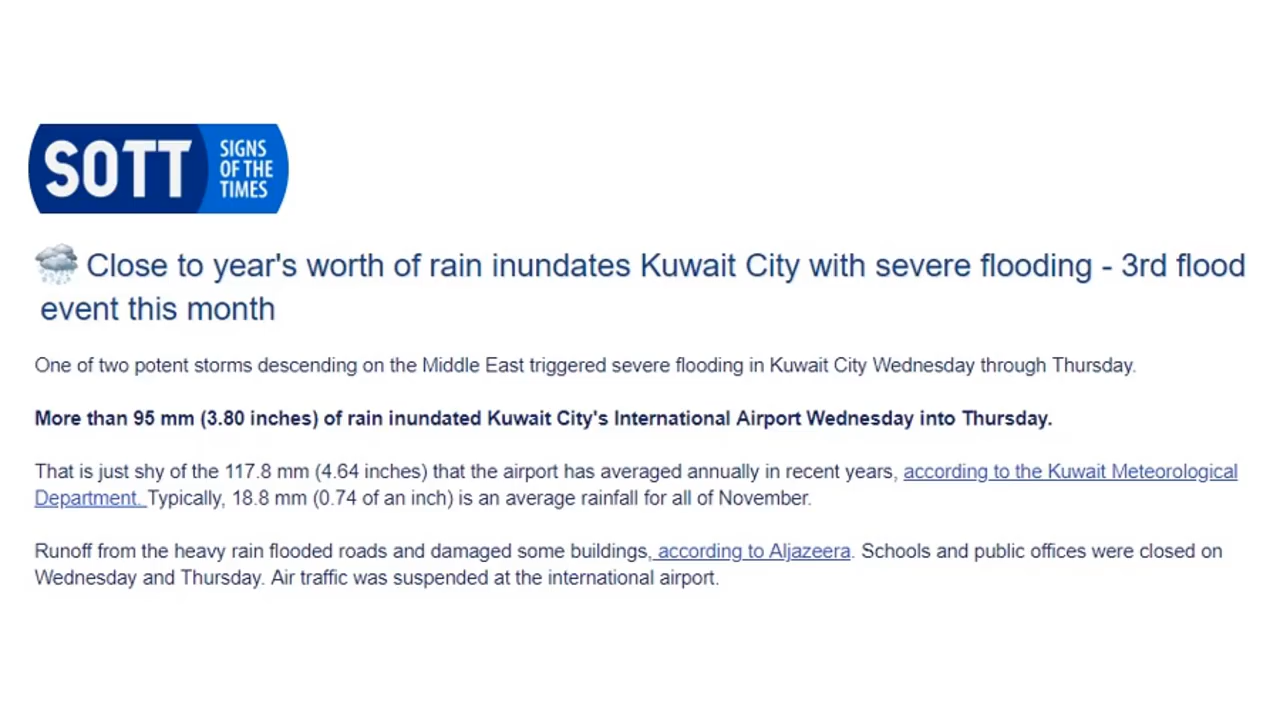 SOTT SIGNS
OF THE
TIMES
Close to year's worth of rain inundates Kuwait City with severe flooding - 3rd flood
event this month
One of two potent storms descending on the Middle East triggered severe flooding in Kuwait City Wednesday through Thursday.
More than 95 mm (3.80 inches) of rain inundated Kuwait City's International Airport Wednesday into Thursday.
That is just shy of the 117.8 mm (4.64 inches) that the airport has averaged annually in recent years, according to the Kuwait Meteorological
Department. Typically, 18.8 mm (0.74 of an inch) is an average rainfall for all of November.
Runoff from the heavy rain flooded roads and damaged some buildings, according to Aljazeera. Schools and public offices were closed on
Wednesday and Thursday. Air traffic was suspended at the international airport.